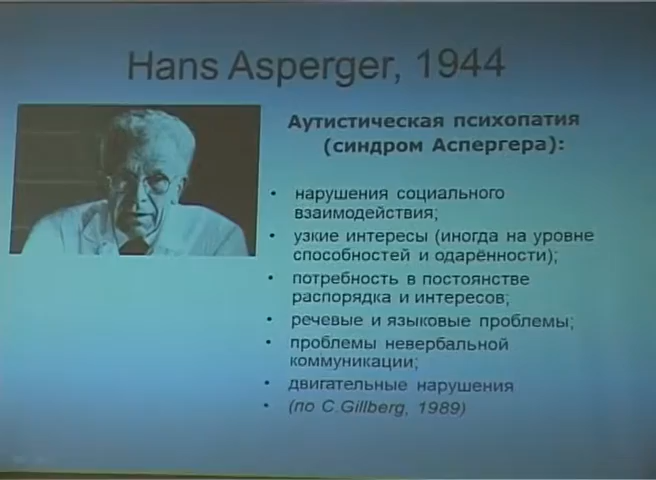 Hans Asperger, 1944
Аутистическая психопатия
(синдром Аспергера):
• нарушения социального
взаимодействия;
• узкие интересы (иногда на уровне
способностей и одарённости);
• потребность в постоянстве
распорядка и интересов;
• речевые и языковые проблемы;
• проблемы невербальной
коммуникации;
• двигательные нарушения
• (по C.Gillberg, 1989)